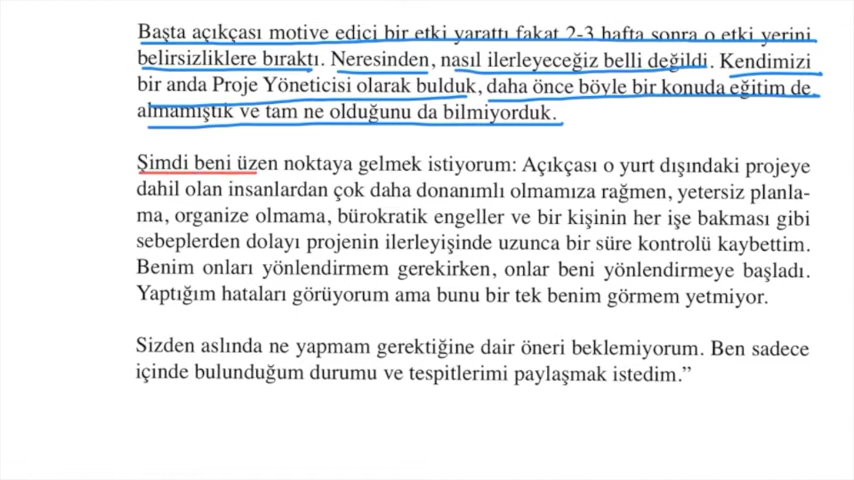 Başta açıkçası motive edici bir etki yarattı fakat 2-3 hafta sonra o etki yerini
belirsizliklere bıraktı. Neresinden, nasıl ilerleyeceğiz belli değildi. Kendimizi
bir anda Proje Yöneticisi olarak bulduk, daha önce böyle bir konuda eğitim de
almamıştık ve tam ne olduğunu da bilmiyorduk.
Şimdi beni üzen noktaya gelmek istiyorum: Açıkçası o yurt dışındaki projeye
dahil olan insanlardan çok daha donanımlı olmamıza rağmen, yetersiz planla-
ma, organize olmama, bürokratik engeller ve bir kişinin her işe bakması gibi
sebeplerden dolayı projenin ilerleyişinde uzunca bir süre kontrolü kaybettim.
Benim onları yönlendirmem gerekirken, onlar beni yönlendirmeye başladı.
Yaptığım hataları görüyorum ama bunu bir tek benim görmem yetmiyor.
Sizden aslında ne yapmam gerektiğine dair öneri beklemiyorum. Ben sadece
içinde bulunduğum durumu ve tespitlerimi paylaşmak istedim.”